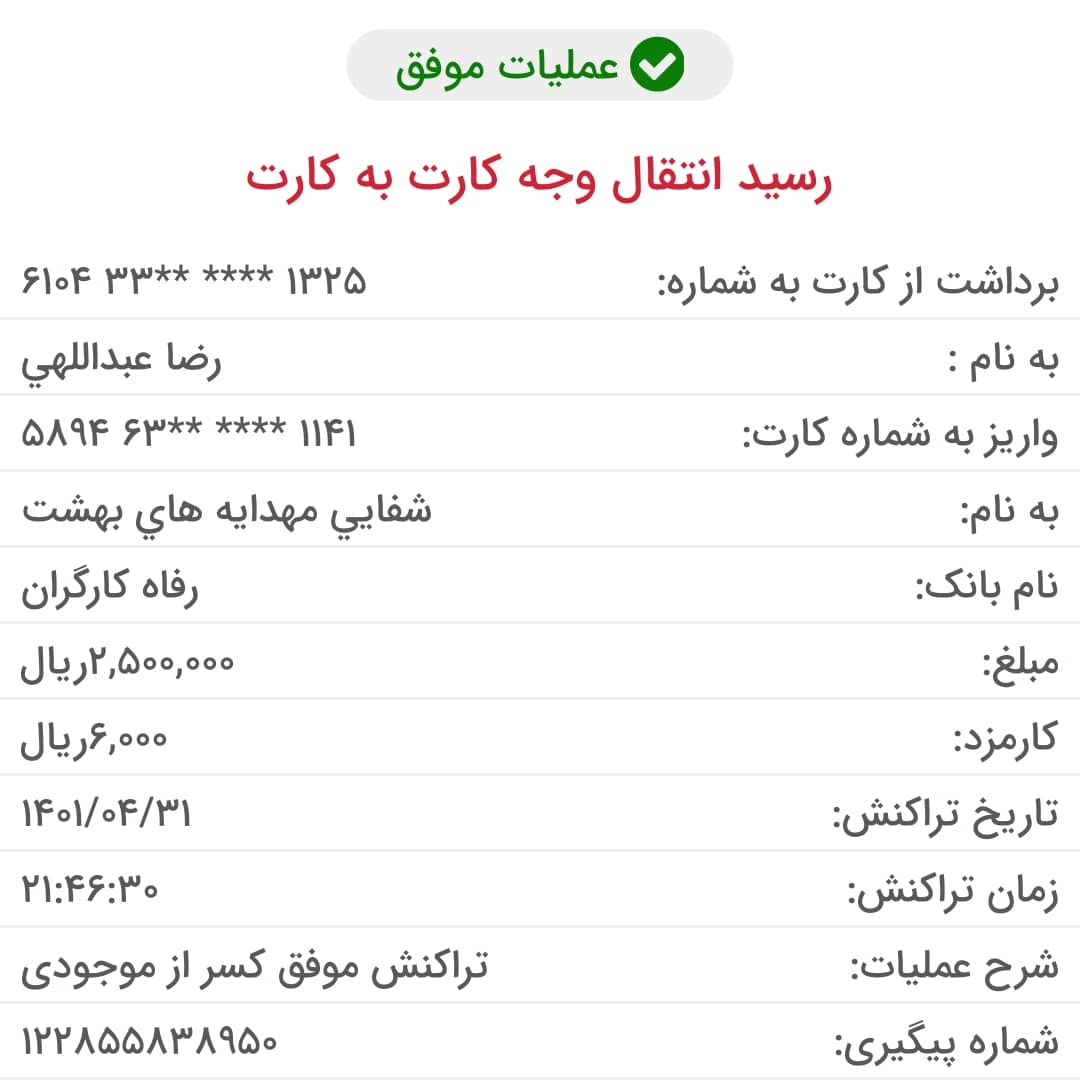 عملیات موفق
رسید انتقال وجه کارت به کارت
برداشت از کارت به شماره: ۶۱۰۴ ۳۳** **** ۱۳۲۵
به نام : رضا عبداللهي
واریز به شماره کارت: ۵۸۹۴ ۶۳** **** ۱۱۴۱
به نام: شفايي مهدايه هاي بهشت
نام بانک: رفاه کارگران
مبلغ: ۲,۵۰۰,۰۰۰ریال
کارمزد: ۶,۰۰۰ریال
تاریخ تراکنش: ۱۴۰۱/۰۴/۳۱
زمان تراکنش: ۲۱:۴۶:۳۰
شرح عملیات: تراکنش موفق کسر از موجودی
شماره پیگیری: ۱۲۲۸۵۵۸۳۸۹۵۰